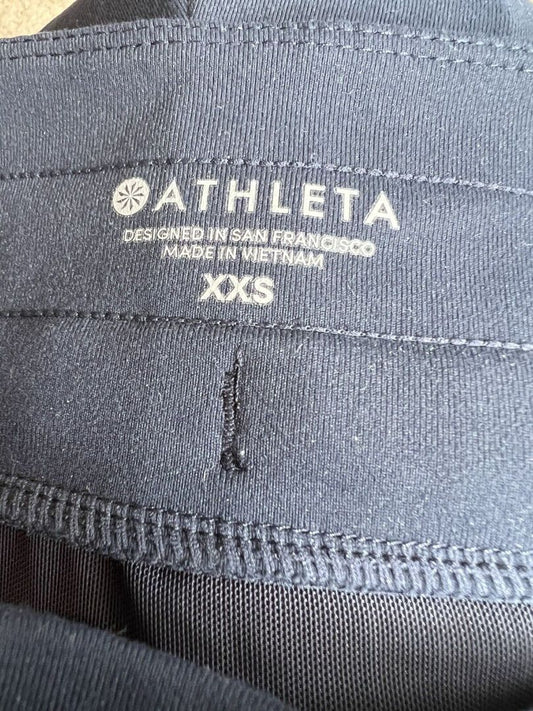 ATHLETA
DESIGNED IN SAN FRANCISCO
MADE IN VIETNAM
XXS